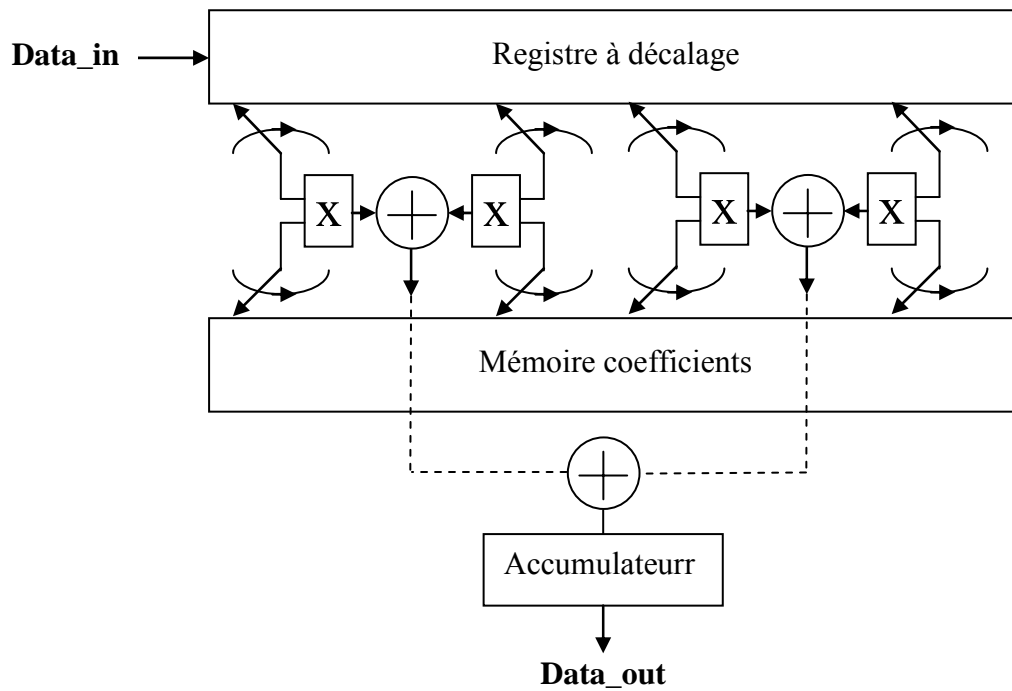 Data_in
Registre à décalage
X
X
X
X
Mémoire coefficients
Accumulateurr
Data_out